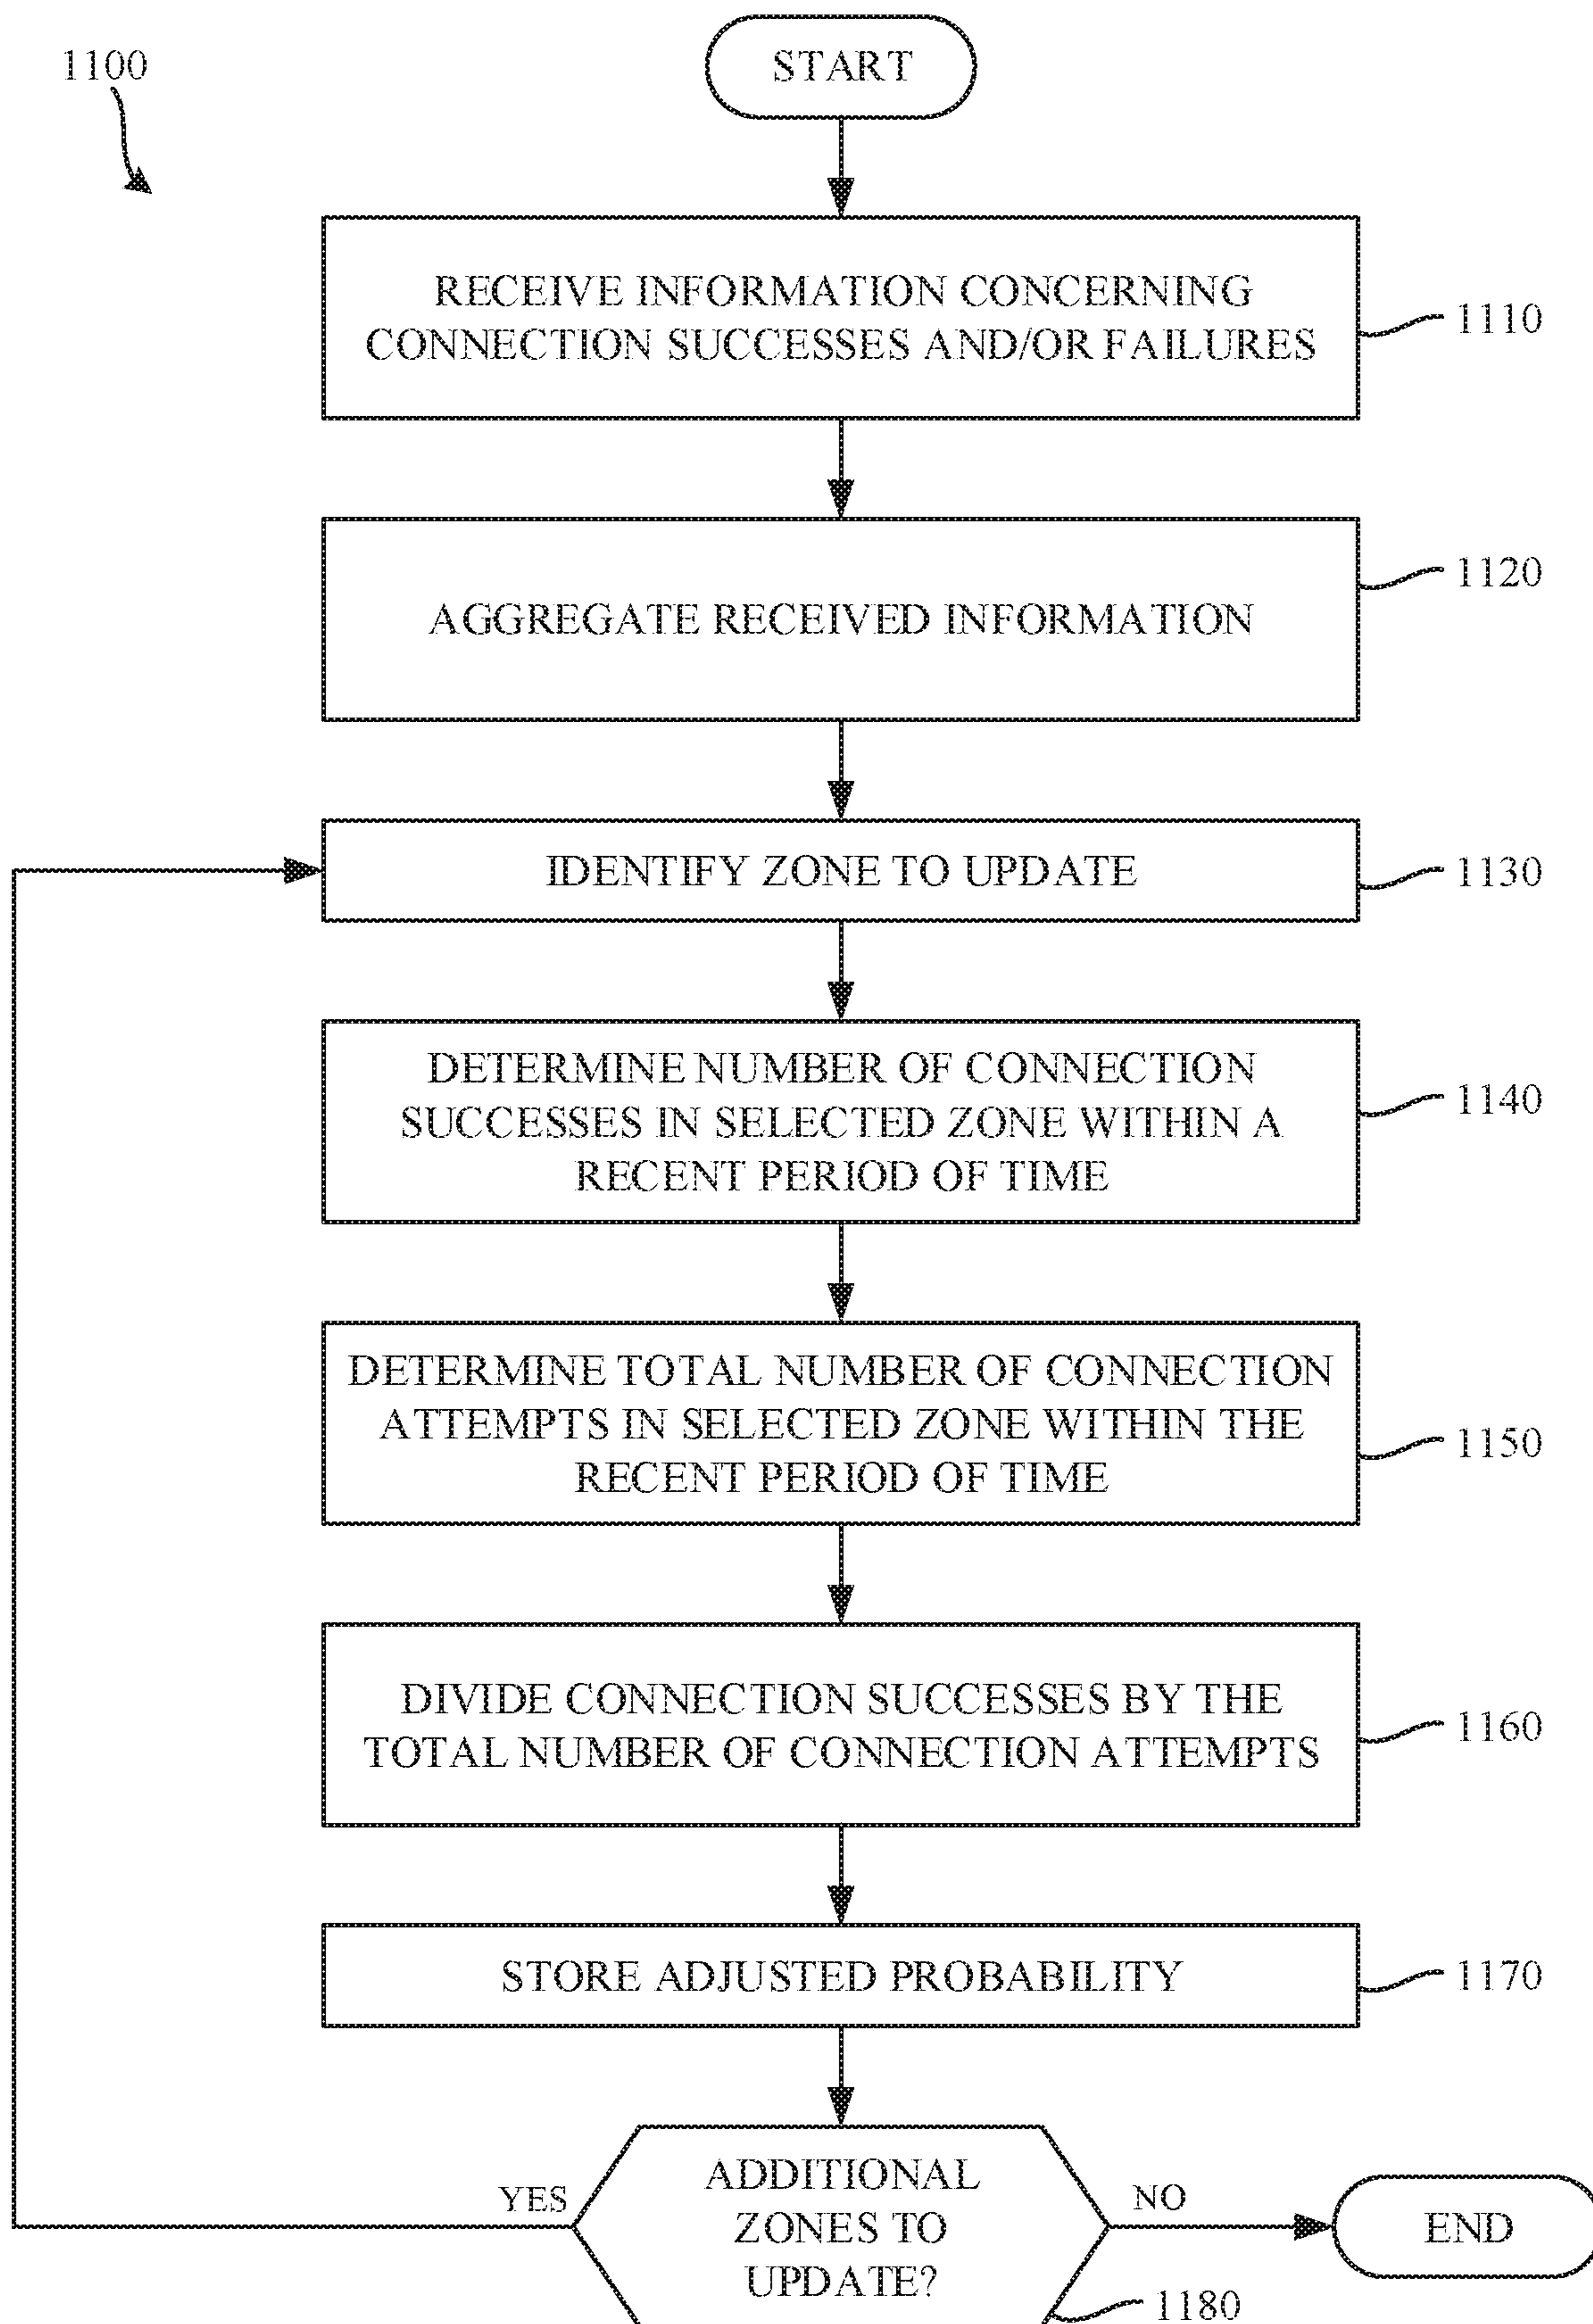 1100
START
RECEIVE INFORMATION CONCERNING
CONNECTION SUCCESSES AND/OR FAILURES
1110
AGGREGATE RECEIVED INFORMATION
1120
IDENTIFY ZONE TO UPDATE
1130
DETERMINE NUMBER OF CONNECTION
SUCCESSES IN SELECTED ZONE WITHIN A
RECENT PERIOD OF TIME
1140
DETERMINE TOTAL NUMBER OF CONNECTION
ATTEMPTS IN SELECTED ZONE WITHIN THE
RECENT PERIOD OF TIME
1150
DIVIDE CONNECTION SUCCESSES BY THE
TOTAL NUMBER OF CONNECTION ATTEMPTS
1160
STORE ADJUSTED PROBABILITY
1170
YES
ADDITIONAL
ZONES TO
UPDATE?
NO
END
1180